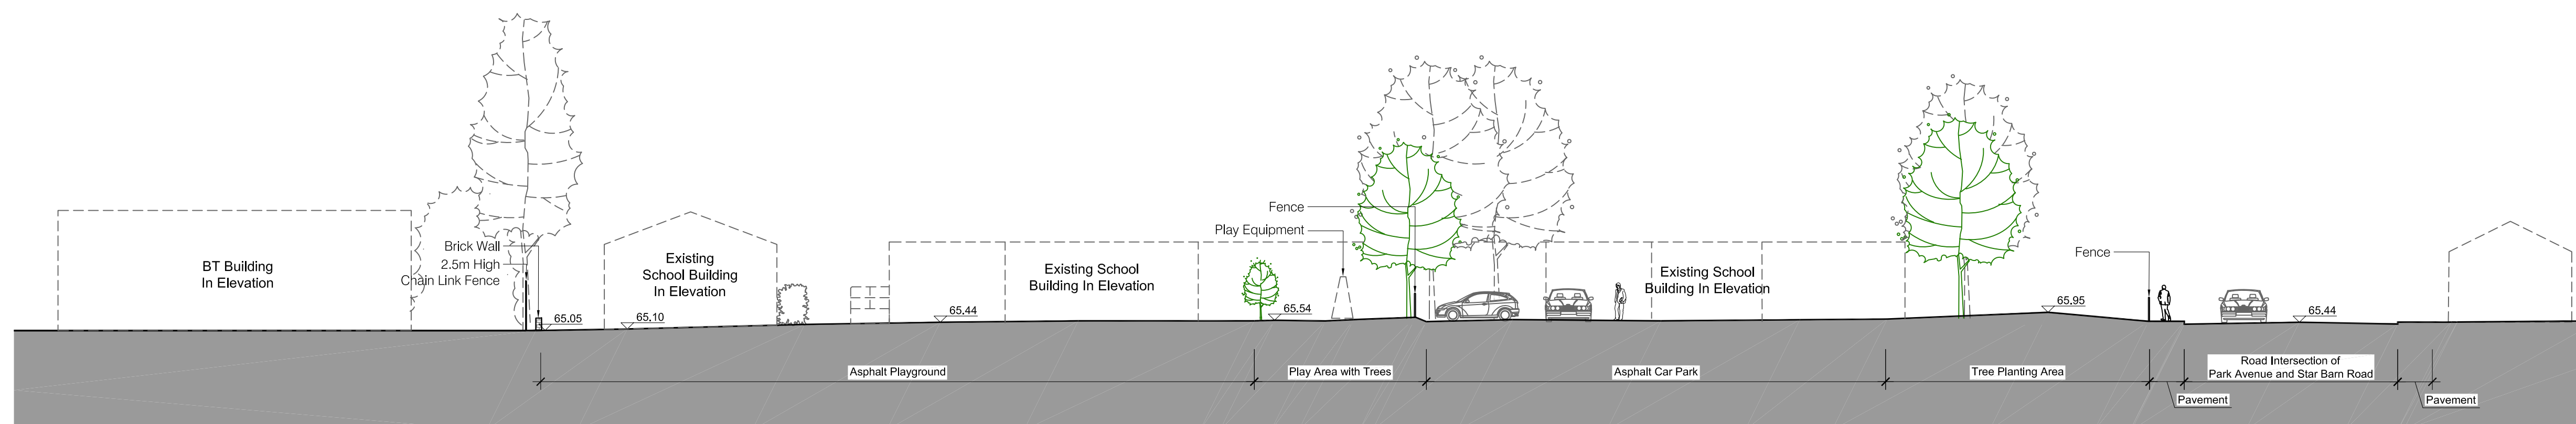 BT Building
In Elevation
Brick Wall
2.5m High
Chain Link Fence
Existing
School Building
In Elevation
65.05
65.10
65.44
Existing School
Building In Elevation
65.54
Fence
Play Equipment
Existing School
Building In Elevation
65.95
Fence
65.44
Asphalt Playground
Play Area with Trees
Asphalt Car Park
Tree Planting Area
Pavement
Road Intersection of
Park Avenue and Star Barn Road
Pavement